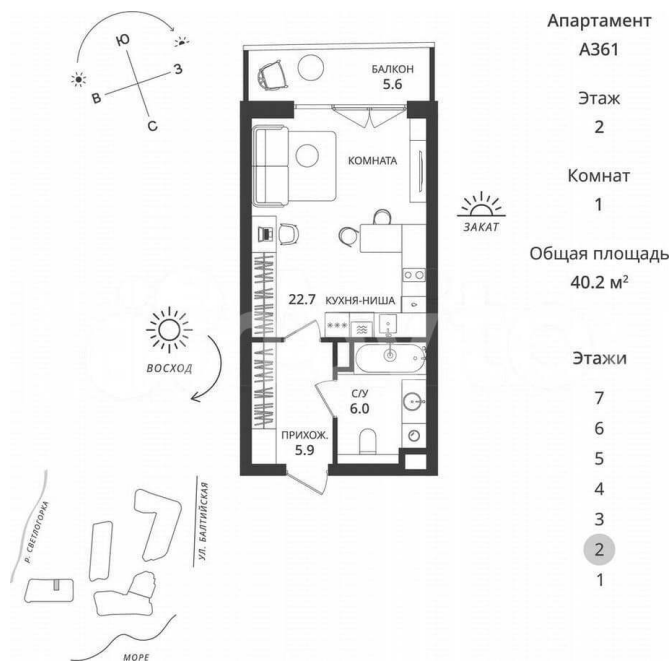 Ю
З
В
С
БАЛКОН
5.6
КОМНАТА
22.7 КУХНЯ-НИША
С/У
6.0
ПРИХОЖ.
5.9
ЗАКАТ
ВОСХОД
Р. СВЕТЛОГОРКА
УЛ. БАЛТИЙСКАЯ
МОРЕ
Апартамент
А361
Этаж
2
Комнат
1
Общая площадь
40.2 м²
Этажи
7
6
5
4
3
2
1